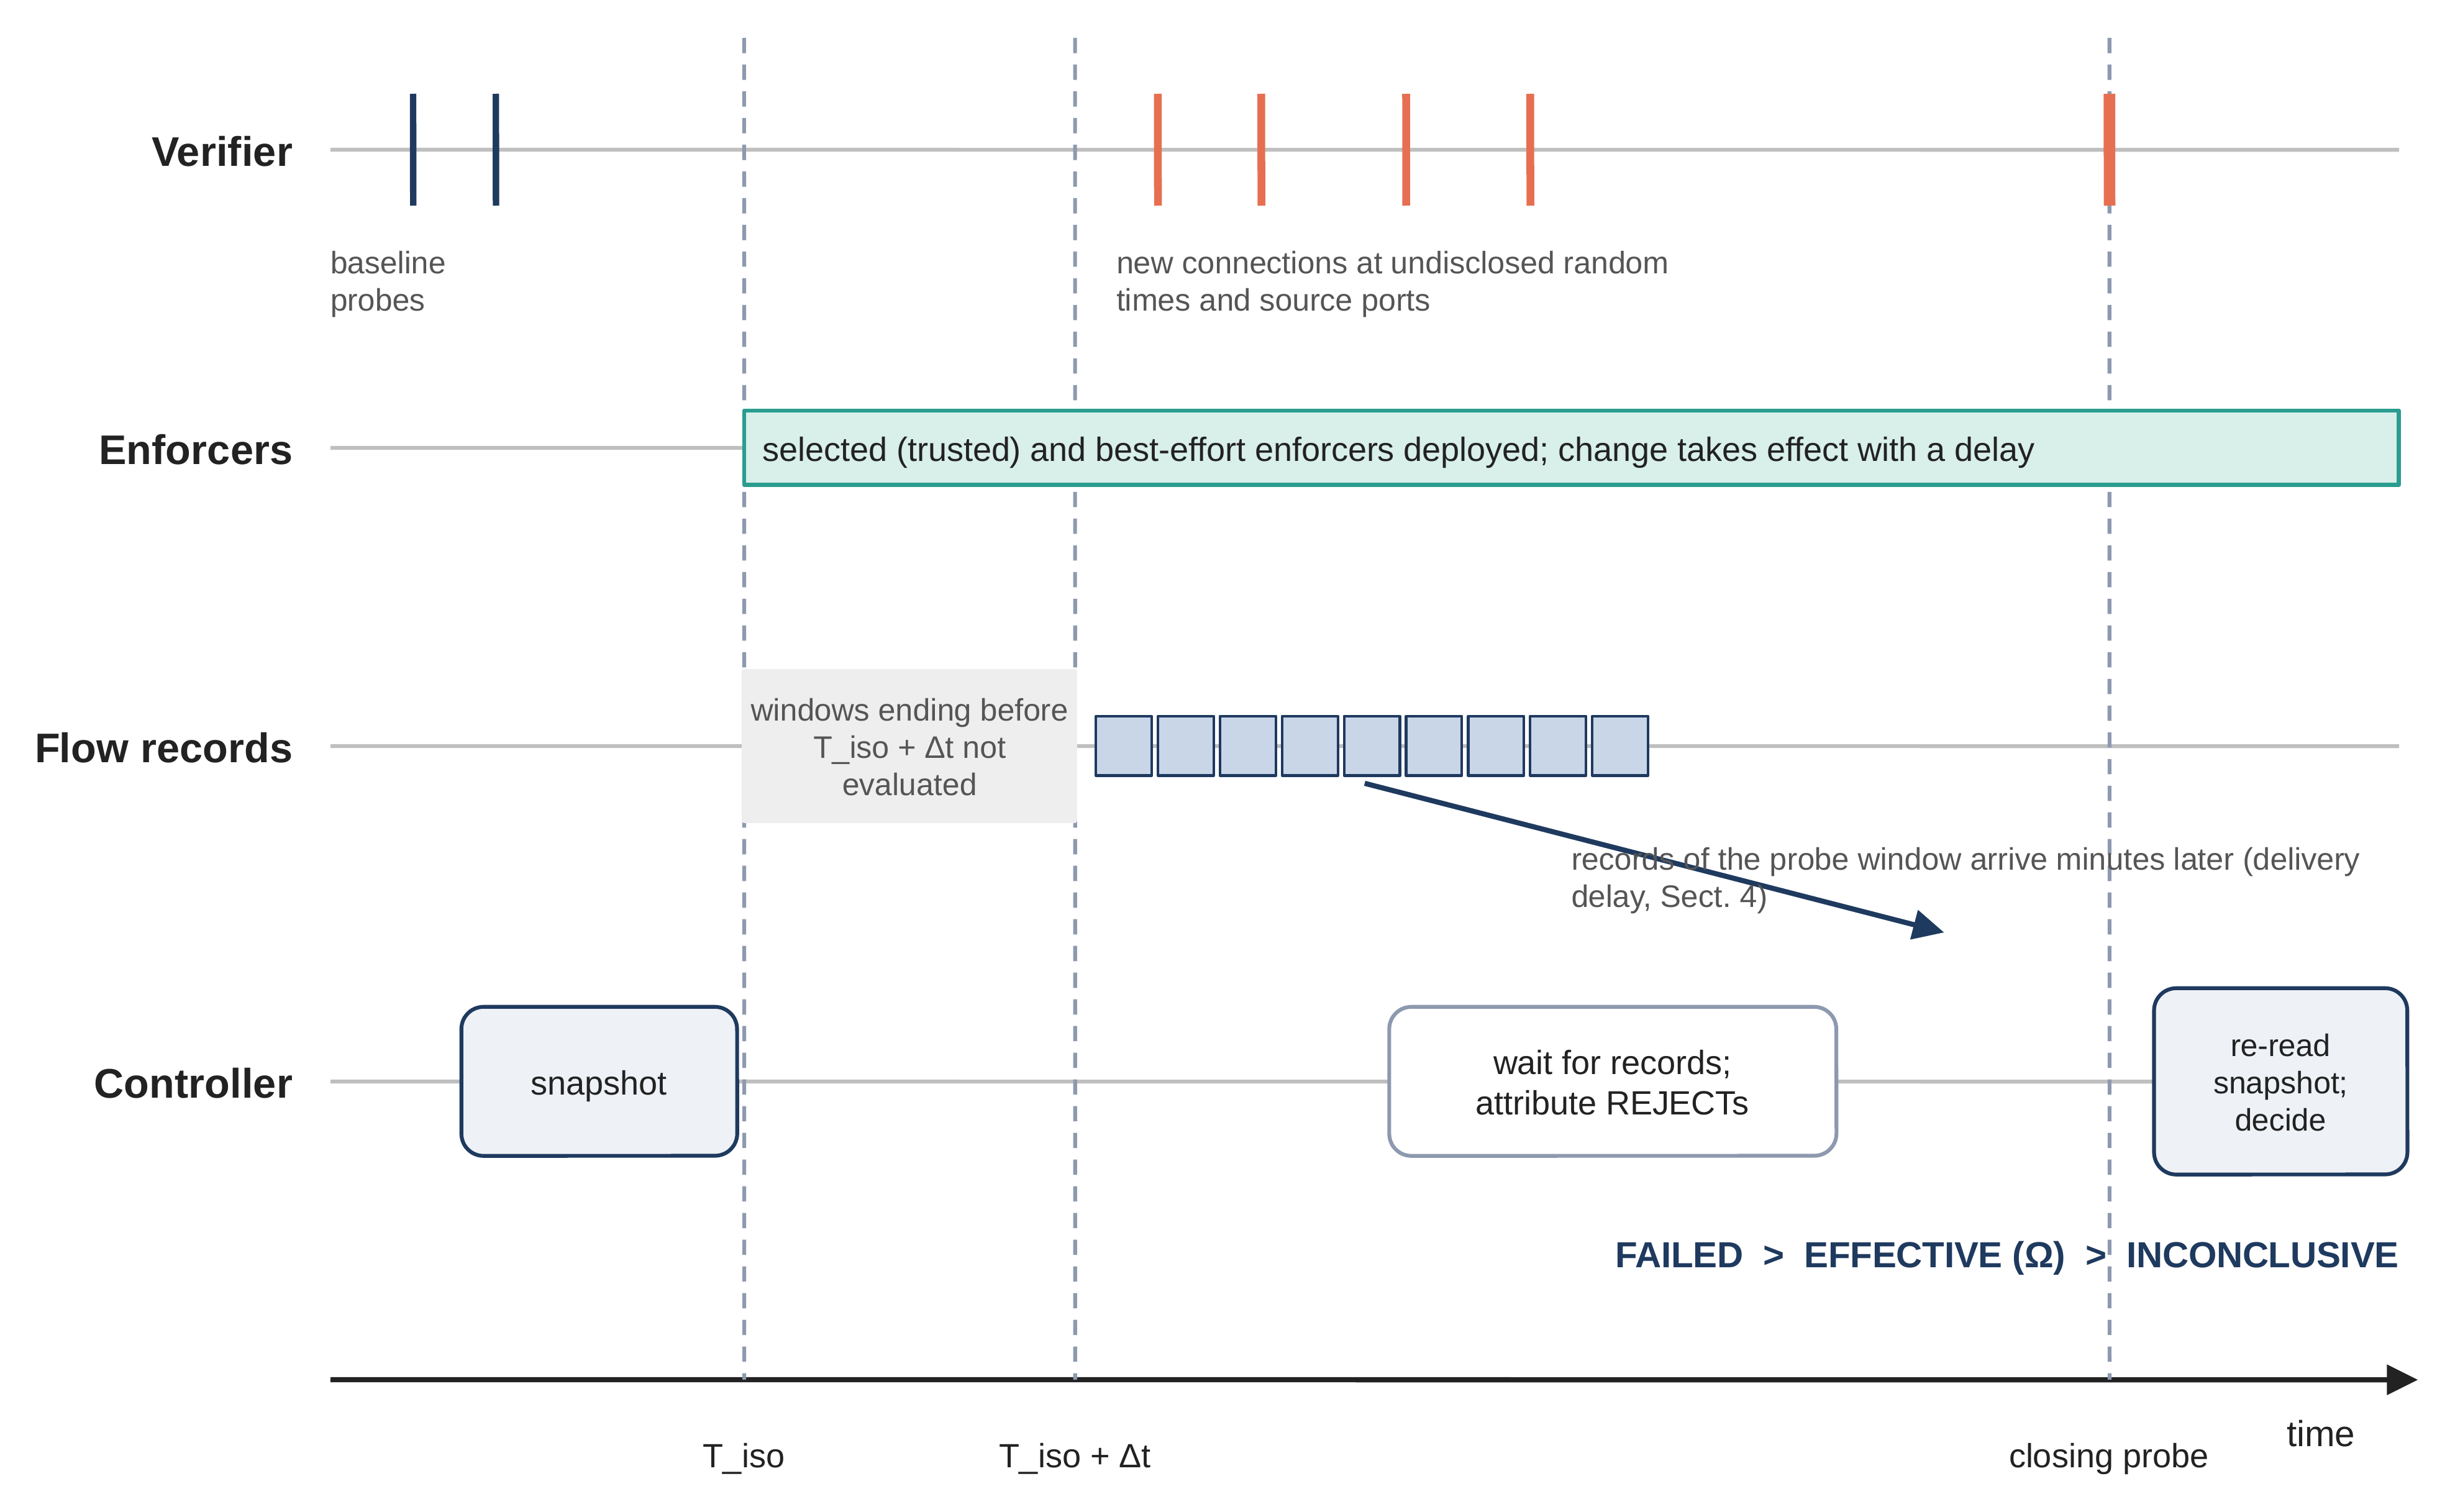 Verifier
baseline
probes
new connections at undisclosed random
times and source ports
Enforcers
selected (trusted) and best-effort enforcers deployed; change takes effect with a delay
Flow records
windows ending before
T_iso + Δt not
evaluated
records of the probe window arrive minutes later (delivery
delay, Sect. 4)
Controller
snapshot
wait for records;
attribute REJECTs
re-read
snapshot;
decide
FAILED > EFFECTIVE (Ω) > INCONCLUSIVE
time
T_iso
T_iso + Δt
closing probe